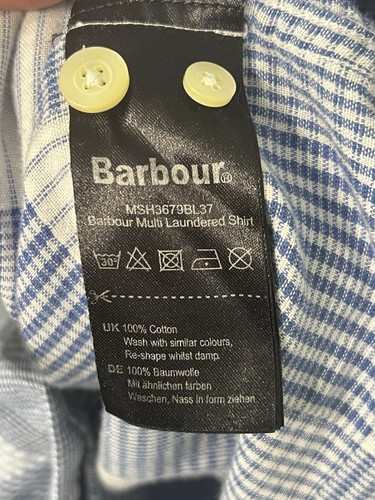 Barbour®
MSH3679BL37
Barbour Multi Laundered Shirt
30°
UK 100% Cotton
Wash with similar colours,
Re-shape whilst damp.
DE 100% Baumwolle
Mit ähnlichen farben
Waschen, Nass in form ziehen.